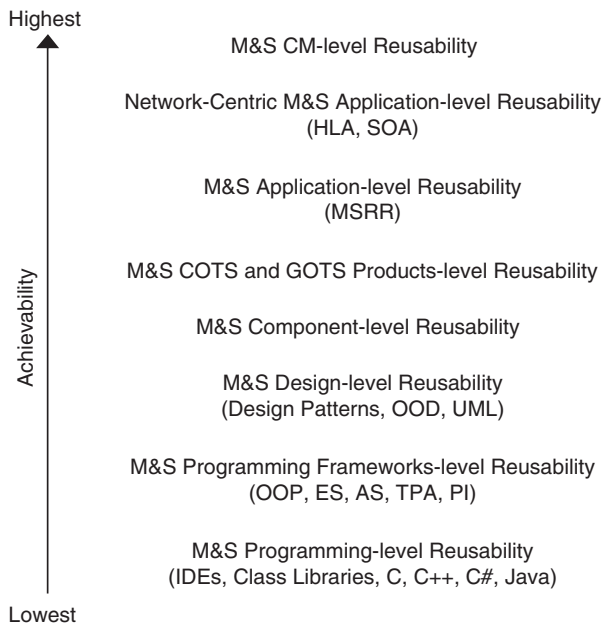 Highest
M&S CM-level Reusability
Network-Centric M&S Application-level Reusability
(HLA, SOA)
M&S Application-level Reusability
(MSRR)
M&S COTS and GOTS Products-level Reusability
M&S Component-level Reusability
Achievability
M&S Design-level Reusability
(Design Patterns, OOD, UML)
M&S Programming Frameworks-level Reusability
(OOP, ES, AS, TPA, PI)
M&S Programming-level Reusability
(IDEs, Class Libraries, C, C++, C#, Java)
Lowest